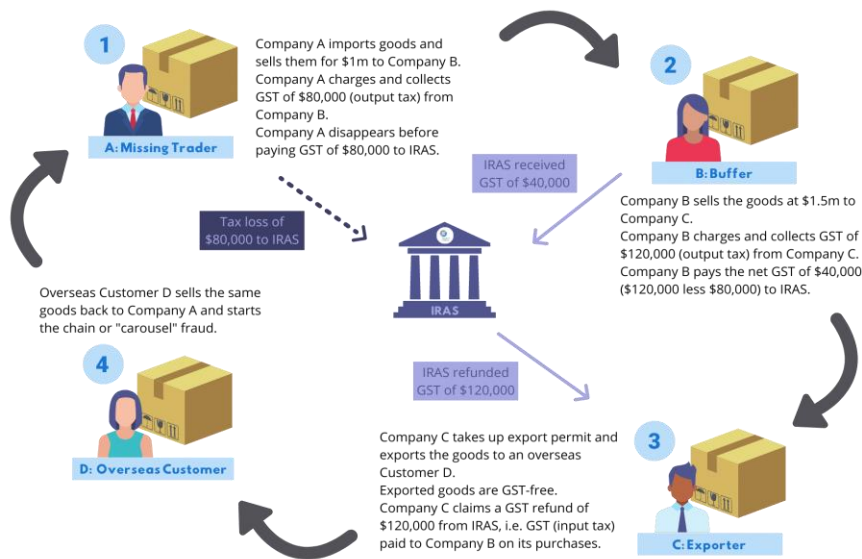 1
A: Missing Trader
Company A imports goods and
sells them for $1m to Company B.
Company A charges and collects
GST of $80,000 (output tax) from
Company B.
Company A disappears before
paying GST of $80,000 to IRAS.
2
B: Buffer
Company B sells the goods at $1.5m to
Company C.
Company B charges and collects GST of
$120,000 (output tax) from Company C.
Company B pays the net GST of $40,000
($120,000 less $80,000) to IRAS.
IRAS received
GST of $40,000
Tax loss of
$80,000 to IRAS
IRAS
IRAS refunded
GST of $120,000
3
C: Exporter
Company C takes up export permit and
exports the goods to an overseas
Customer D.
Exported goods are GST-free.
Company C claims a GST refund of
$120,000 from IRAS, i.e. GST (input tax)
paid to Company B on its purchases.
Overseas Customer D sells the same
goods back to Company A and starts
the chain or "carousel" fraud.
4
D: Overseas Customer